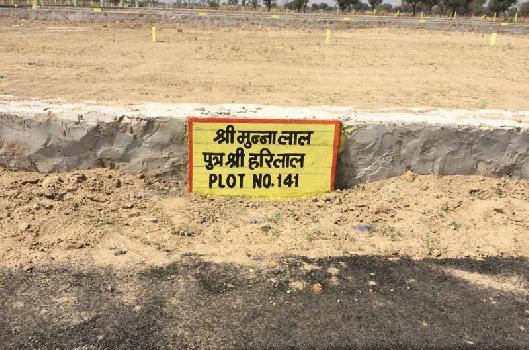 श्री मुन्ना लाल
पुत्र श्री हरिलाल
PLOT NO.141